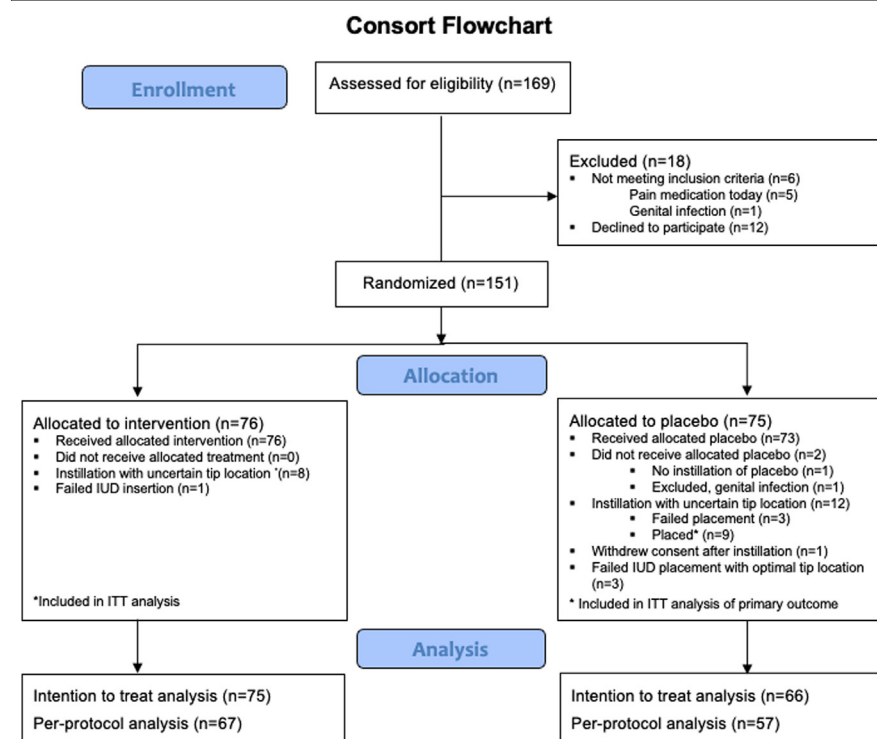 Consort Flowchart
Enrollment
Assessed for eligibility (n=169)
Excluded (n=18)
▪ Not meeting inclusion criteria (n=6)
Pain medication today (n=5)
Genital infection (n=1)
▪ Declined to participate (n=12)
Randomized (n=151)
Allocation
Allocated to intervention (n=76)
▪ Received allocated intervention (n=76)
▪ Did not receive allocated treatment (n=0)
▪ Instillation with uncertain tip location *(n=8)
▪ Failed IUD insertion (n=1)
*Included in ITT analysis
Allocated to placebo (n=75)
▪ Received allocated placebo (n=73)
▪ Did not receive allocated placebo (n=2)
▪ No instillation of placebo (n=1)
▪ Excluded, genital infection (n=1)
▪ Instillation with uncertain tip location (n=12)
▪ Failed placement (n=3)
▪ Placed* (n=9)
▪ Withdrew consent after instillation (n=1)
▪ Failed IUD placement with optimal tip location
(n=3)
* Included in ITT analysis of primary outcome
Analysis
Intention to treat analysis (n=75)
Per-protocol analysis (n=67)
Intention to treat analysis (n=66)
Per-protocol analysis (n=57)